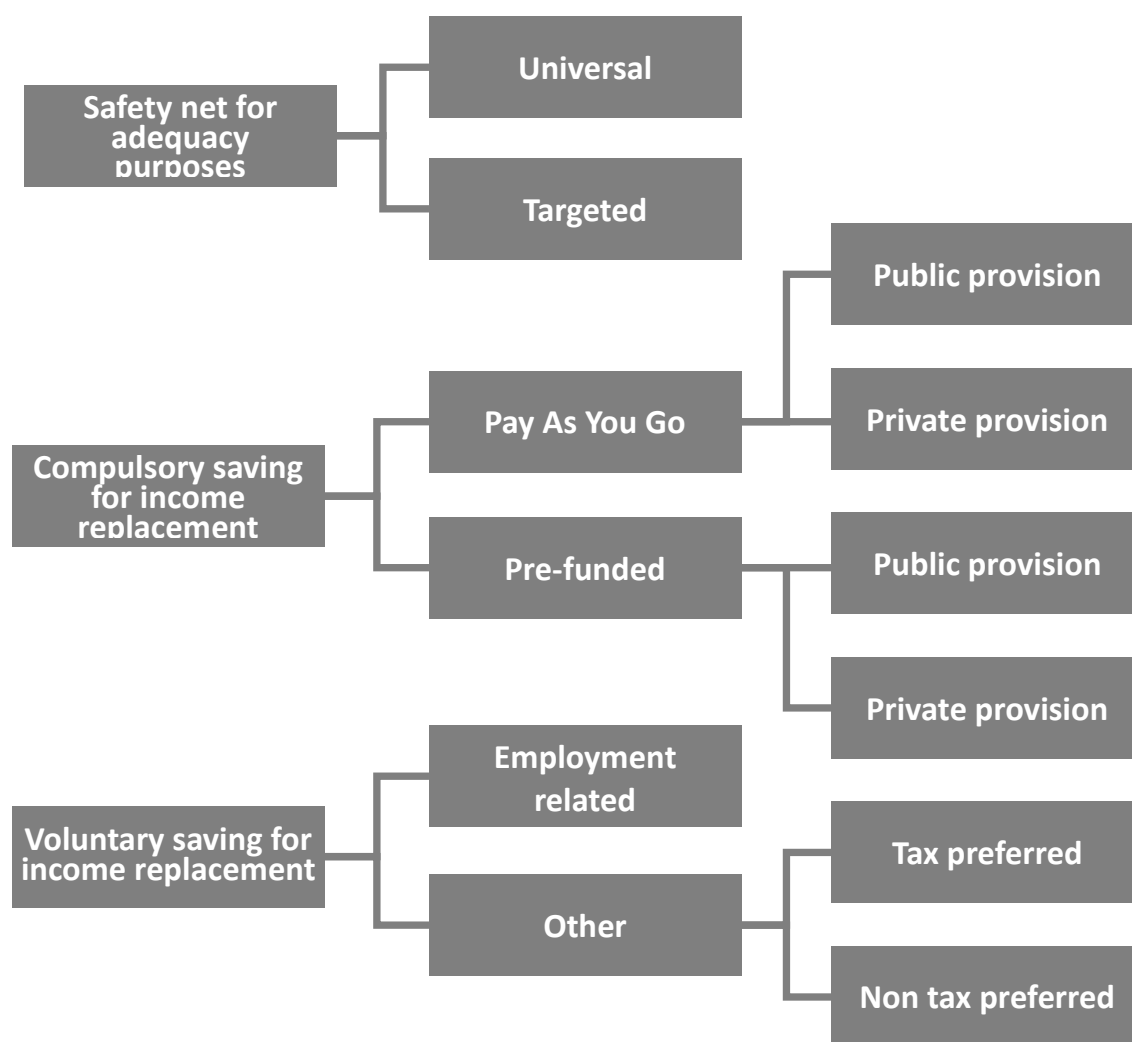 Universal
Safety net for
adequacy
purposes
Targeted
Public provision
Pay As You Go
Private provision
Compulsory saving
for income
replacement
Pre-funded
Public provision
Private provision
Employment
related
Voluntary saving for
income replacement
Tax preferred
Other
Non tax preferred